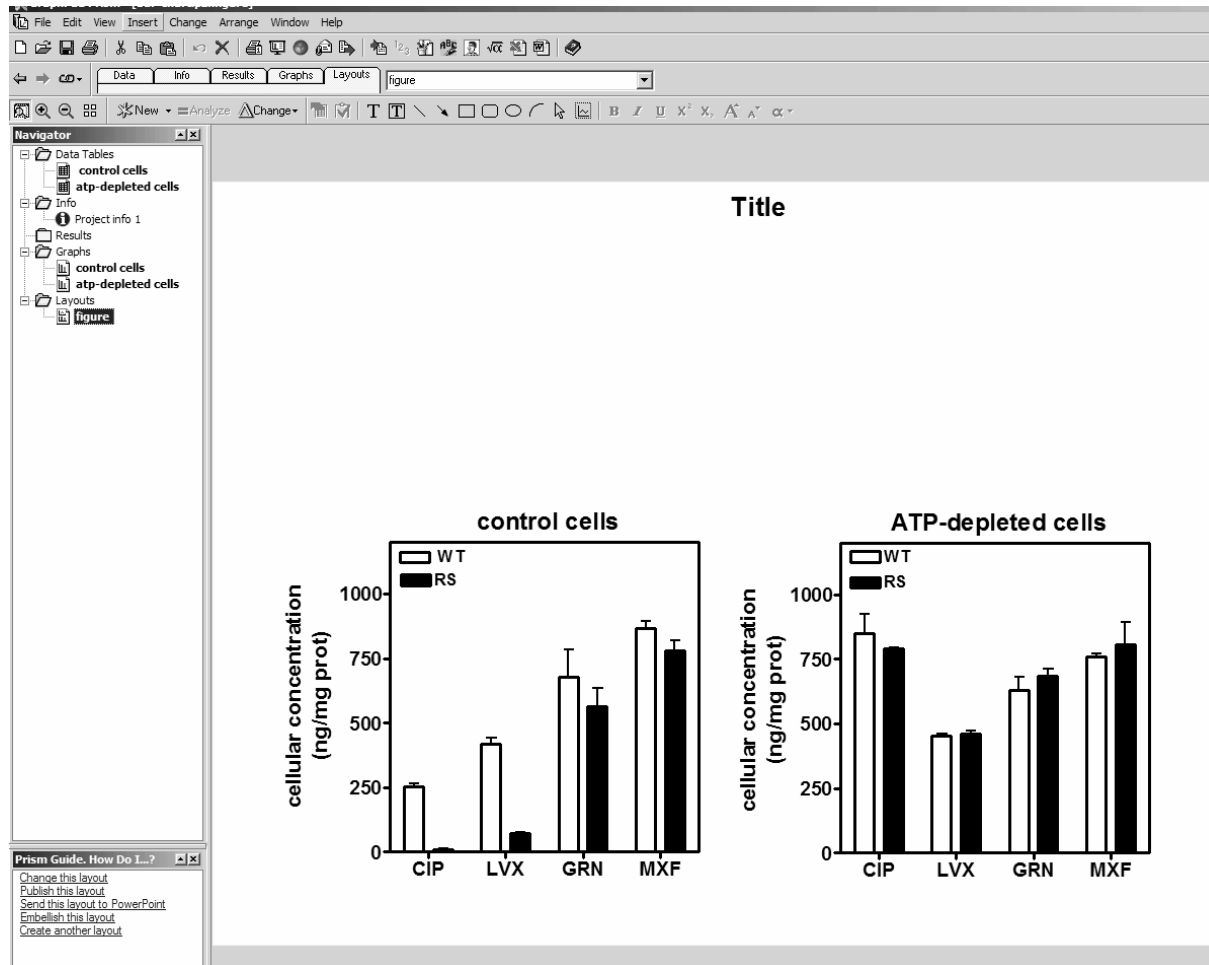 File Edit View Insert Change Arrange Window Help
Data Info Results Graphs Layouts figure
New Analyze Change T T B I U X² X₂ A A α
Navigator
Data Tables
control cells
atp-depleted cells
Info
Project info 1
Results
Graphs
control cells
atp-depleted cells
Layouts
figure
Prism Guide. How Do I...?
Change this layout
Publish this layout
Send this layout to PowerPoint
Embellish this layout
Create another layout
Title
control cells
WT
RS
cellular concentration
(ng/mg prot)
1000
750
500
250
0
CIP LVX GRN MXF
ATP-depleted cells
WT
RS
cellular concentration
(ng/mg prot)
1000
750
500
250
0
CIP LVX GRN MXF